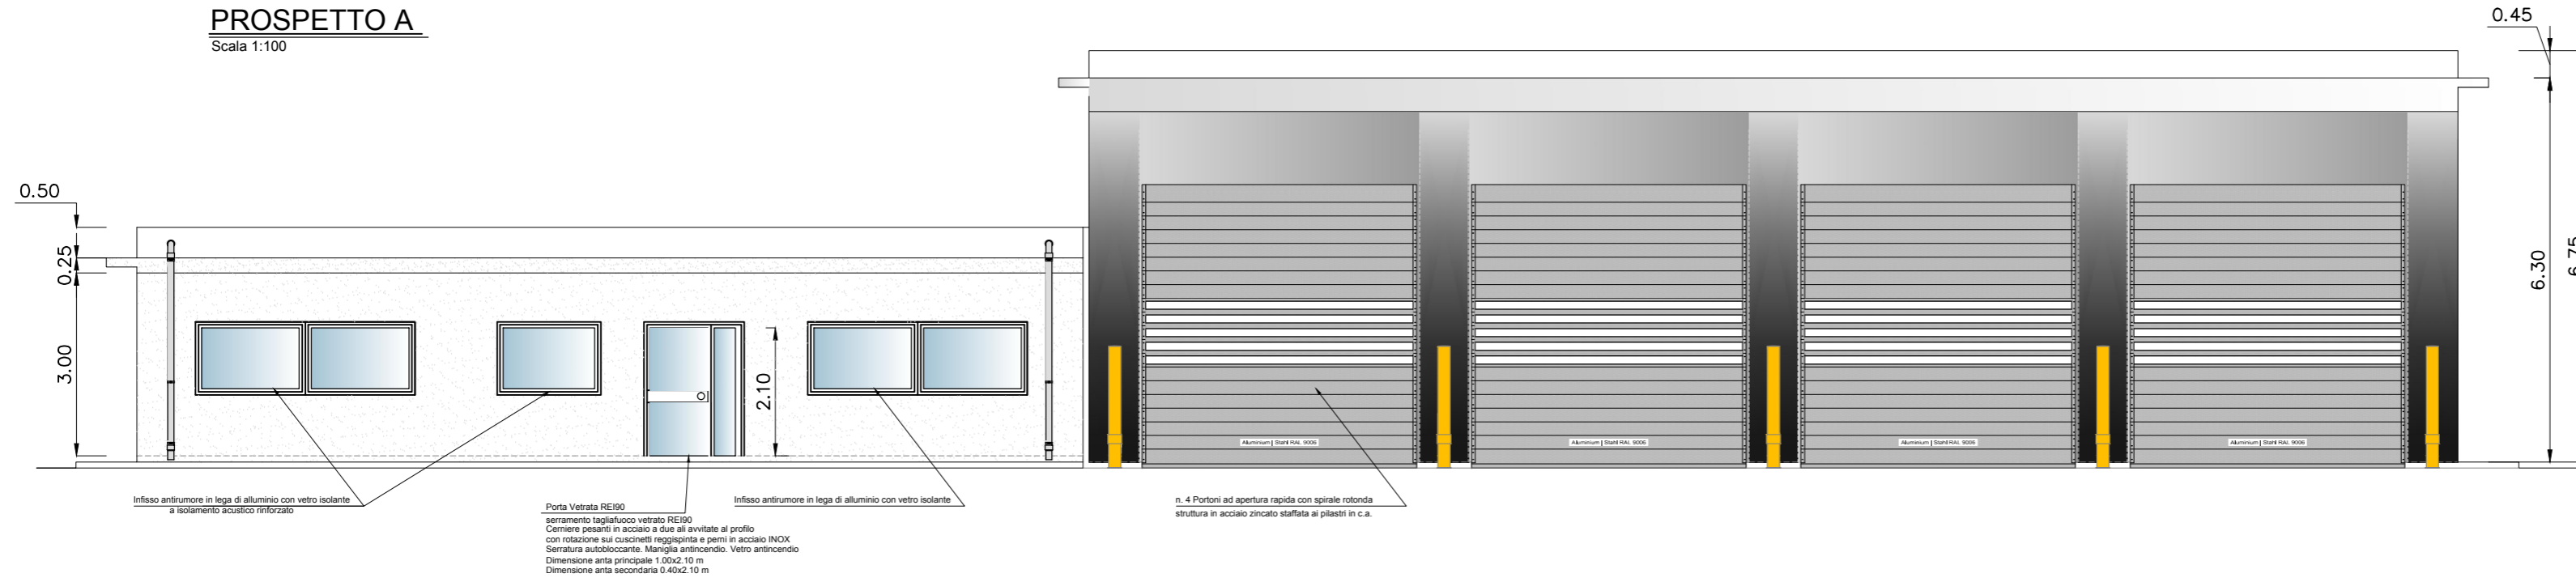 PROSPETTO A
Scala 1:100
0.45
0.50
0.25
3.00
2.10
6.30
6.75
Aluminium | Stahl RAL 9006
Aluminium | Stahl RAL 9006
Aluminium | Stahl RAL 9006
Aluminium | Stahl RAL 9006
Infisso antirumore in lega di alluminio con vetro isolante
a isolamento acustico rinforzato
Porta Vetrata REI90
serramento tagliafuoco vetrato REI90
Cerniere pesanti in acciaio a due ali avvitate al profilo
con rotazione sui cuscinetti reggispinta e perni in acciaio INOX
Serratura autobloccante. Maniglia antincendio. Vetro antincendio
Dimensione anta principale 1.00x2.10 m
Dimensione anta secondaria 0.40x2.10 m
Infisso antirumore in lega di alluminio con vetro isolante
n. 4 Portoni ad apertura rapida con spirale rotonda
struttura in acciaio zincato staffata ai pilastri in c.a.